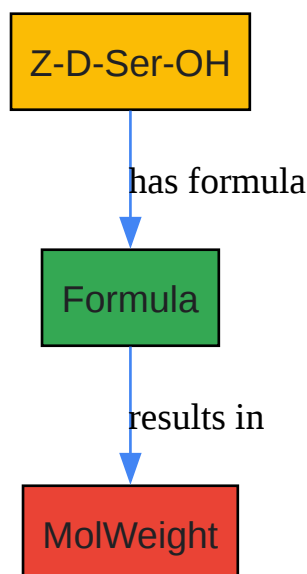 Z-D-Ser-OH
has formula
Formula
results in
MolWeight